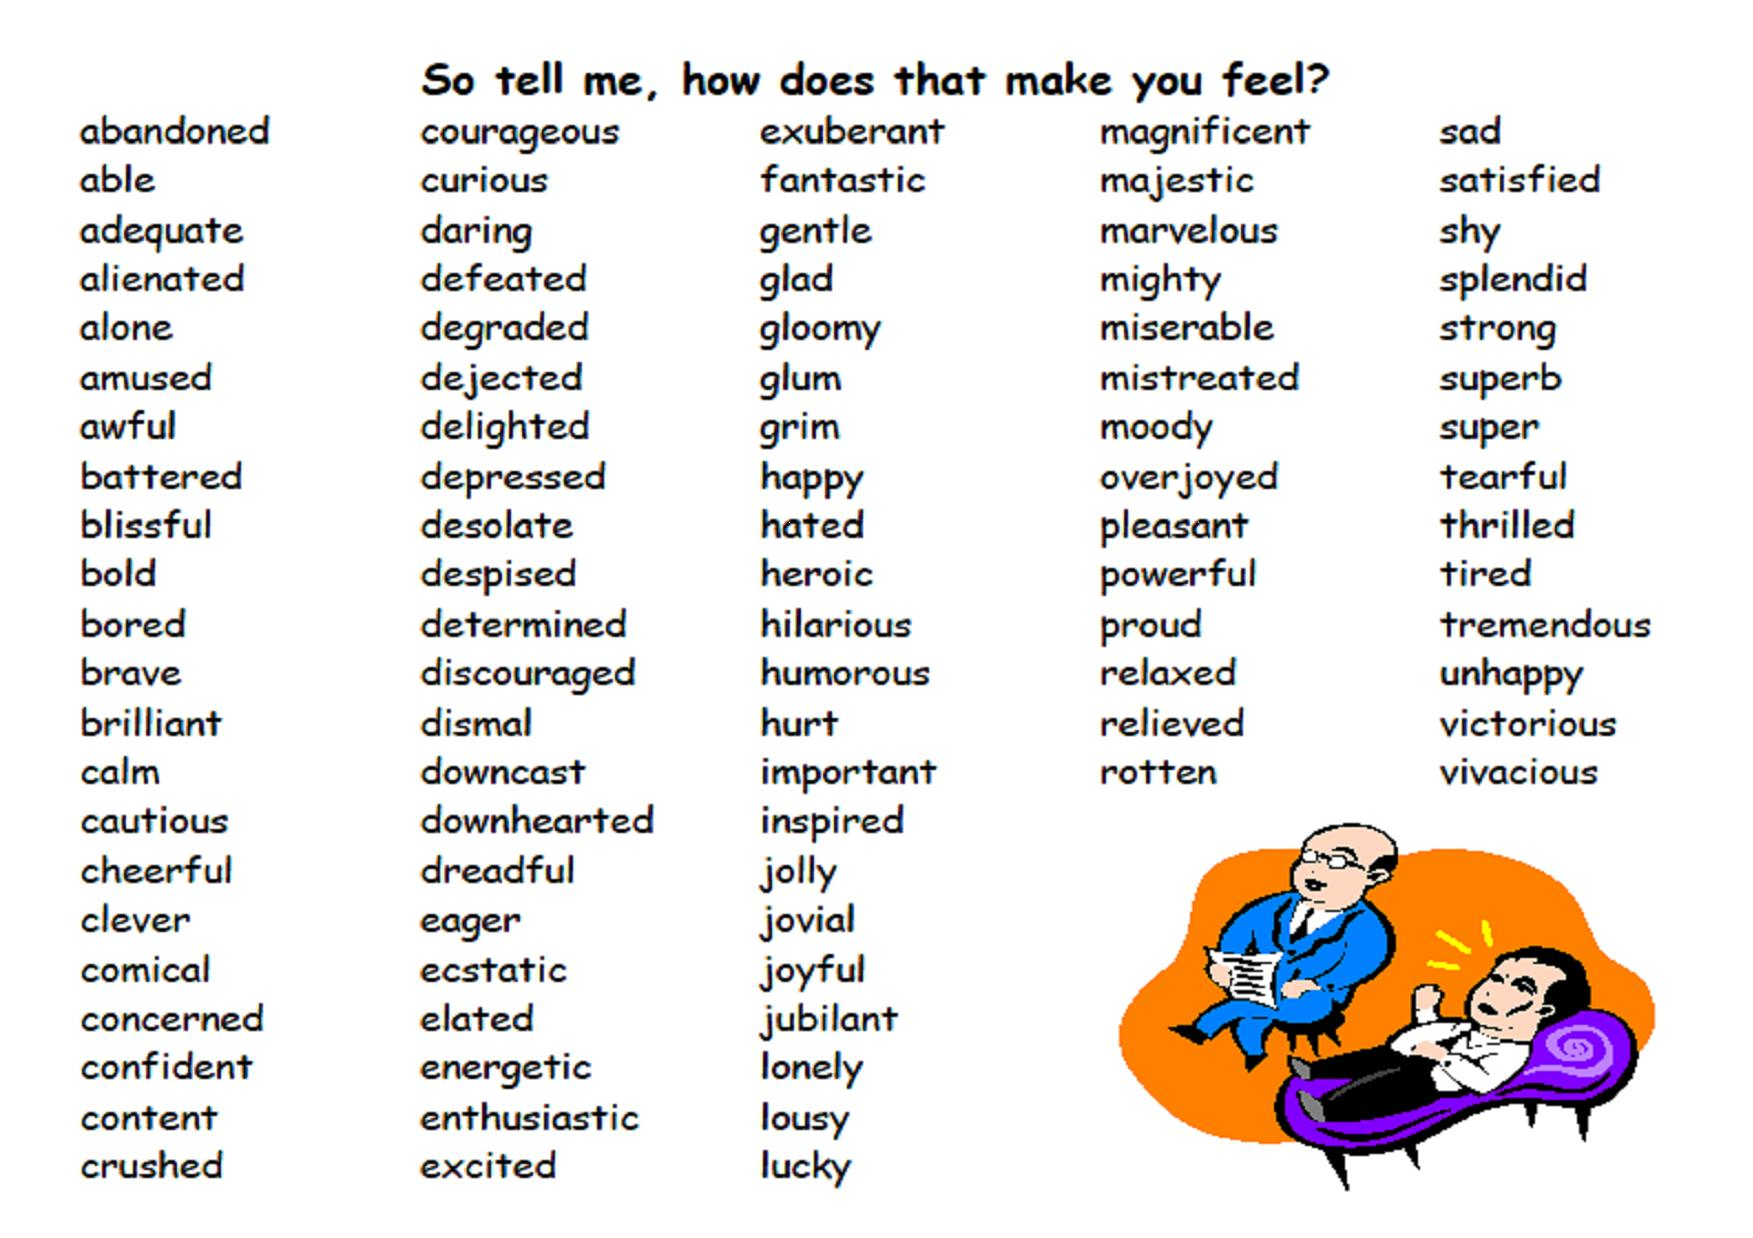 So tell me, how does that make you feel?
abandoned
able
adequate
alienated
alone
amused
awful
battered
blissful
bold
bored
brave
brilliant
calm
cautious
cheerful
clever
comical
concerned
confident
content
crushed
courageous
curious
daring
defeated
degraded
dejected
delighted
depressed
desolate
despised
determined
discouraged
dismal
downcast
downhearted
dreadful
eager
ecstatic
elated
energetic
enthusiastic
excited
exuberant
fantastic
gentle
glad
gloomy
glum
grim
happy
hated
heroic
hilarious
humorous
hurt
important
inspired
jolly
jovial
joyful
jubilant
lonely
lousy
lucky
magnificent
majestic
marvelous
mighty
miserable
mistreated
moody
overjoyed
pleasant
powerful
proud
relaxed
relieved
rotten
sad
satisfied
shy
splendid
strong
superb
super
tearful
thrilled
tired
tremendous
unhappy
victorious
vivacious